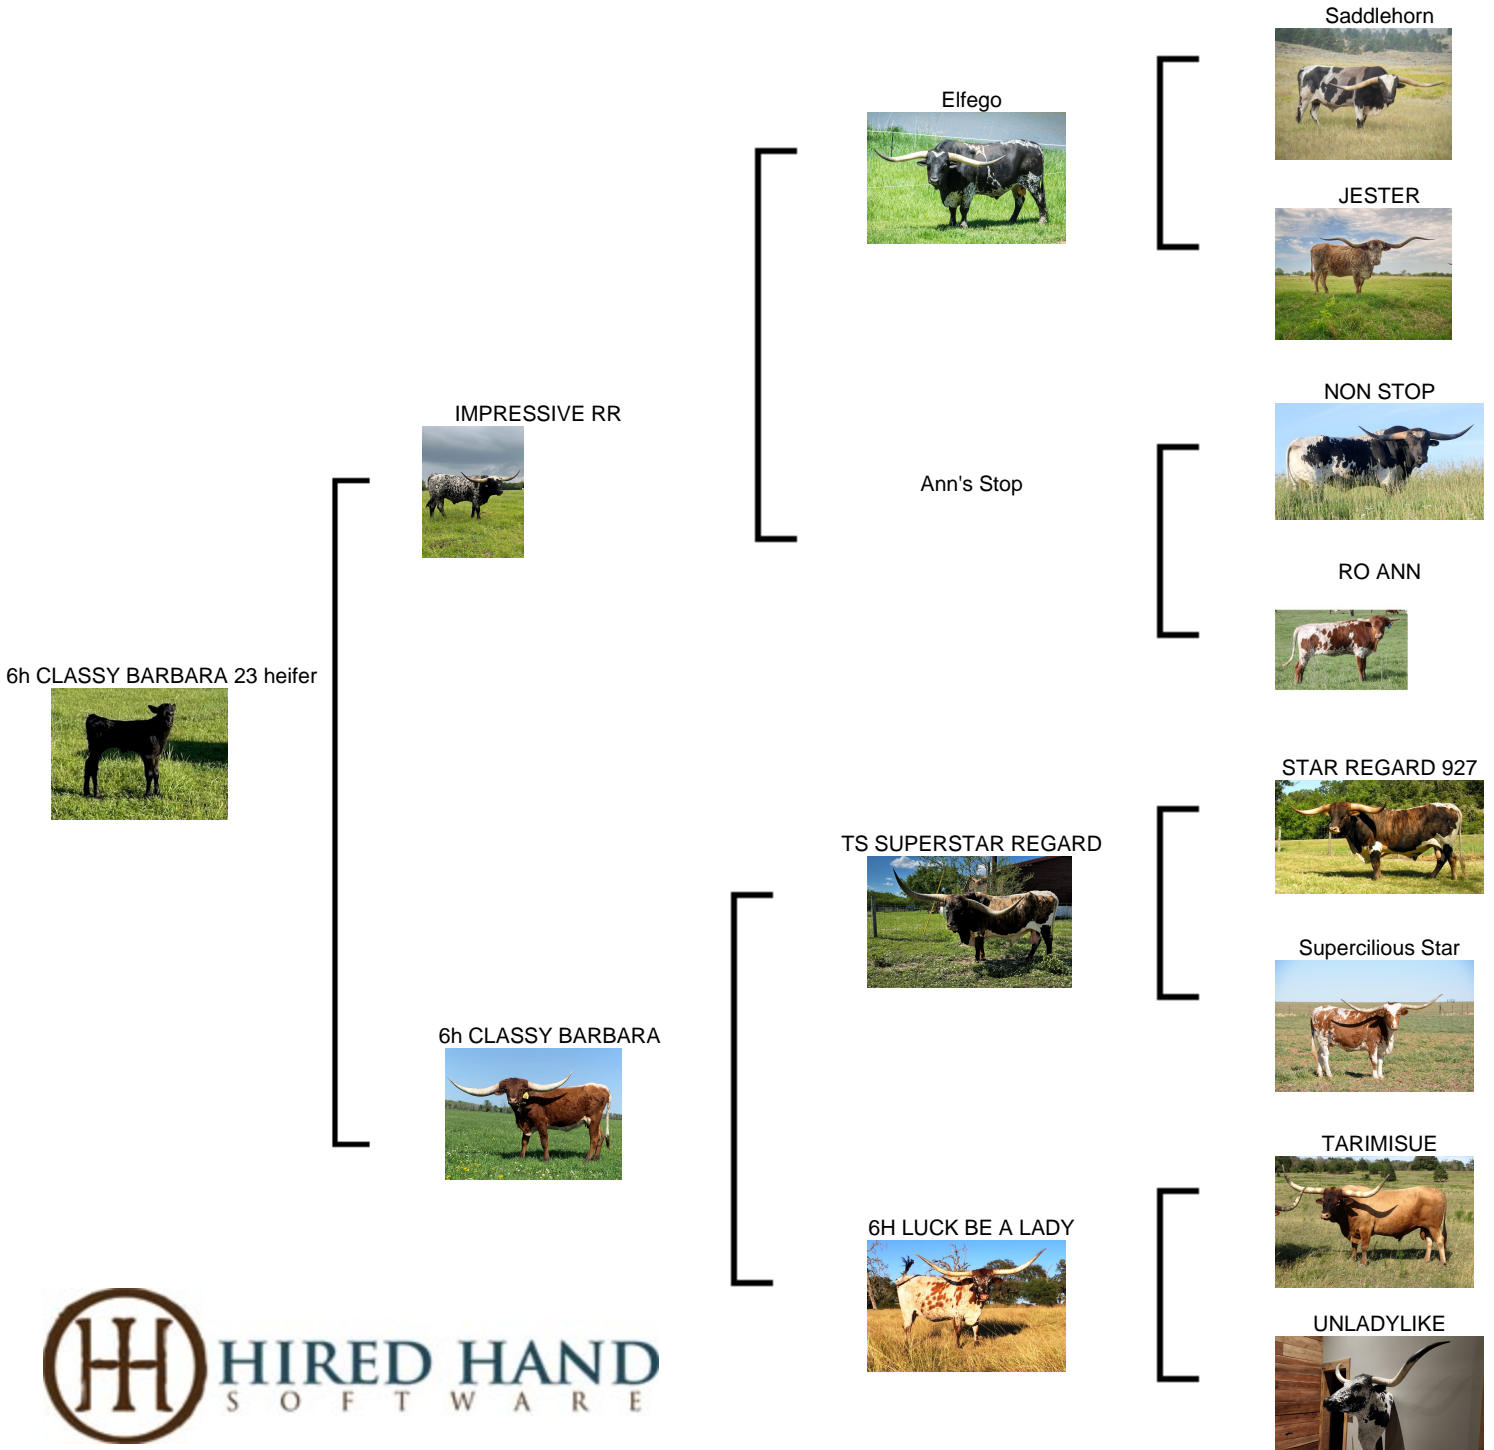 Saddlehorn
Elfego
JESTER
NON STOP
IMPRESSIVE RR
Ann's Stop
RO ANN
6h CLASSY BARBARA 23 heifer
STAR REGARD 927
TS SUPERSTAR REGARD
Supercilious Star
6h CLASSY BARBARA
TARIMISUE
6H LUCK BE A LADY
UNLADYLIKE
HIRED HAND
SOFTWARE